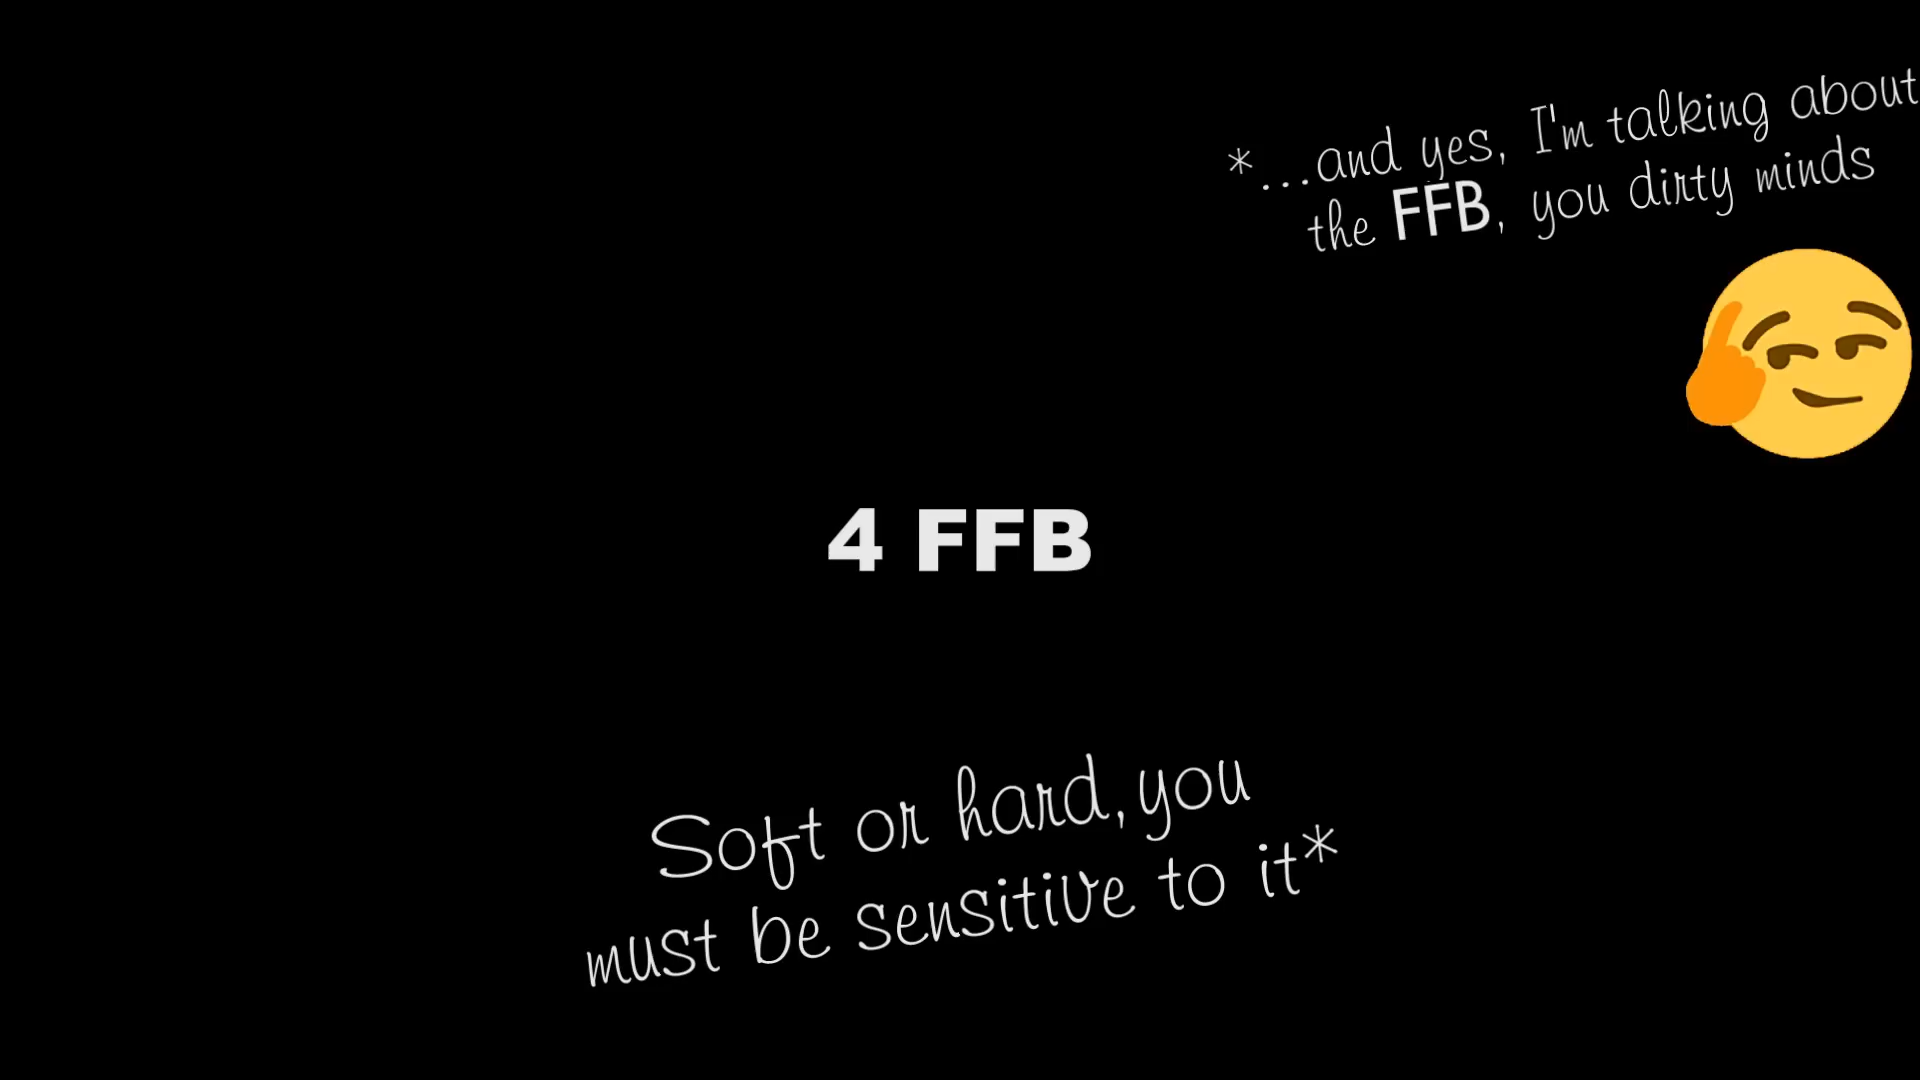 *...and yes, I'm talking about
the FFB, you dirty minds
4 FFB
Soft or hard,you
must be sensitive to it*